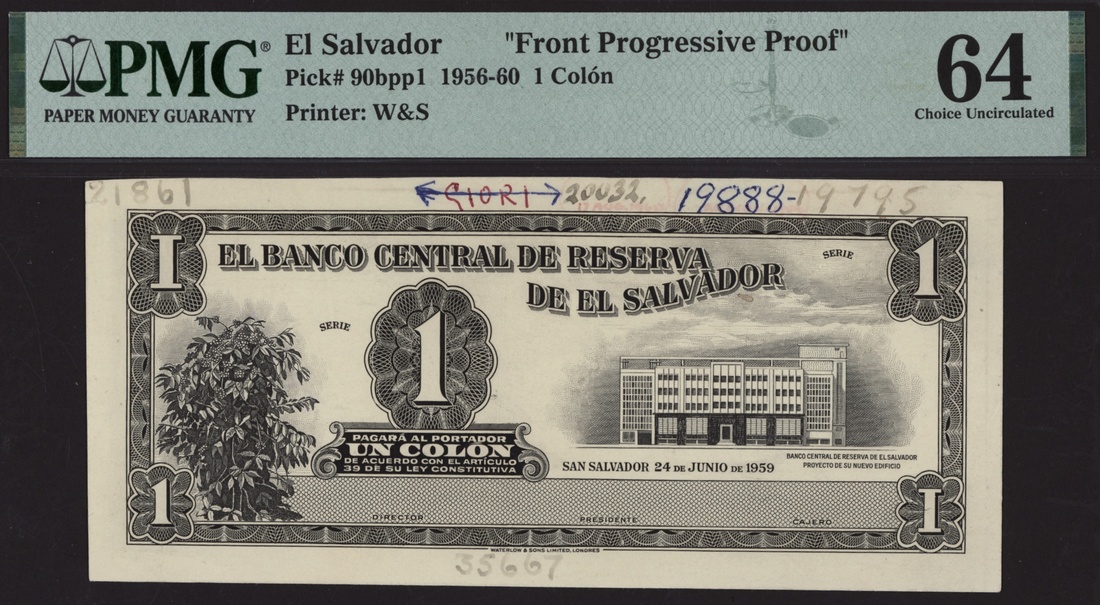 PMG®
PAPER MONEY GUARANTY
El Salvador "Front Progressive Proof"
Pick# 90bpp1 1956-60 1 Colón
Printer: W&S
64
Choice Uncirculated
21861 GIORI 20032, 19888-19795
EL BANCO CENTRAL DE RESERVA
DE EL SALVADOR
SERIE
SERIE
I
1
1
PAGARÁ AL PORTADOR
UN COLON
DE ACUERDO CON EL ARTÍCULO
39 DE SU LEY CONSTITUTIVA
SAN SALVADOR 24 DE JUNIO DE 1959
BANCO CENTRAL DE RESERVA DE EL SALVADOR
PROYECTO DE SU NUEVO EDIFICIO
1
I
DIRECTOR PRESIDENTE CAJERO
WATERLOW & SONS LIMITED, LONDRES
35667